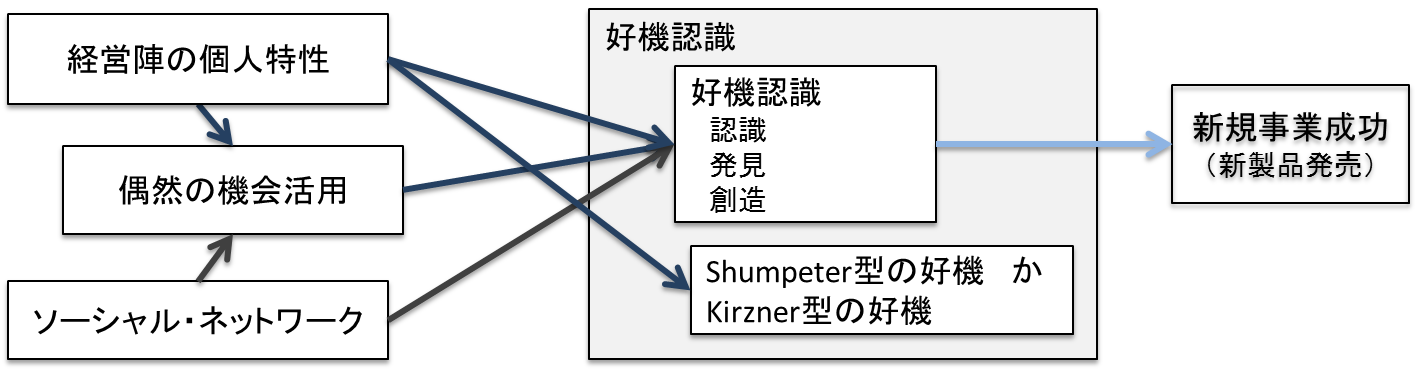 経営陣の個人特性
偶然の機会活用
ソーシャル・ネットワーク
好機認識
好機認識
認識
発見
創造
Shumpeter型の好機　か
Kirzner型の好機
新規事業成功
（新製品発売）